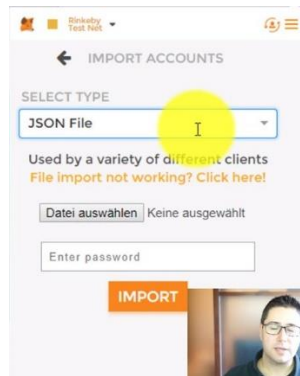 Rinkeby
Test Net
IMPORT ACCOUNTS
SELECT TYPE
JSON File
Used by a variety of different clients
File import not working? Click here!
Datei auswählen Keine ausgewählt
Enter password
IMPORT